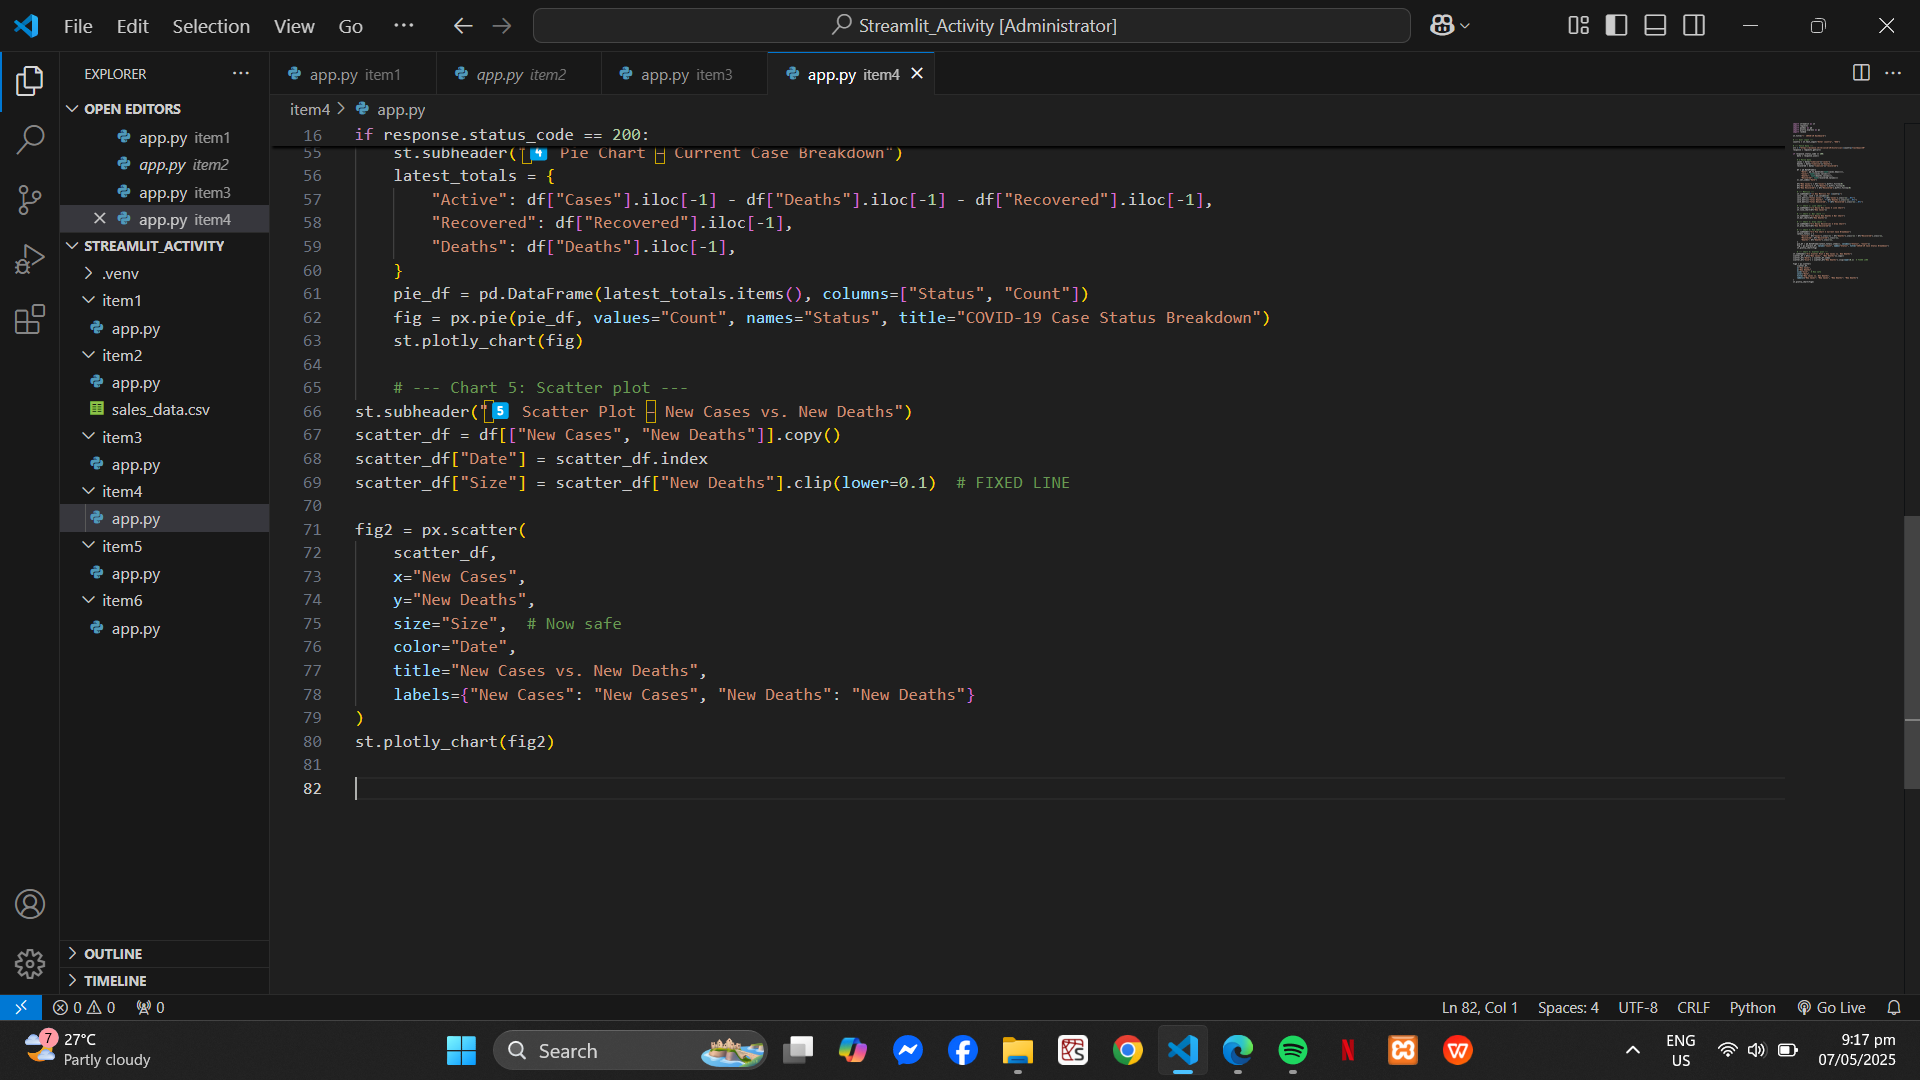 File Edit Selection View Go ···
Streamlit_Activity [Administrator]
EXPLORER ···
app.py item1
app.py item2
app.py item3
app.py item4
···
OPEN EDITORS
app.py item1
app.py item2
app.py item3
app.py item4
STREAMLIT_ACTIVITY
.venv
item1
app.py
item2
app.py
sales_data.csv
item3
app.py
item4
app.py
item5
app.py
item6
app.py
OUTLINE
TIMELINE
item4 > app.py
16 if response.status_code == 200:
55 st.subheader("4️⃣ Pie Chart – Current Case Breakdown")
56 latest_totals = {
57 "Active": df["Cases"].iloc[-1] - df["Deaths"].iloc[-1] - df["Recovered"].iloc[-1],
58 "Recovered": df["Recovered"].iloc[-1],
59 "Deaths": df["Deaths"].iloc[-1],
60 }
61 pie_df = pd.DataFrame(latest_totals.items(), columns=["Status", "Count"])
62 fig = px.pie(pie_df, values="Count", names="Status", title="COVID-19 Case Status Breakdown")
63 st.plotly_chart(fig)
64
65 # --- Chart 5: Scatter plot ---
66 st.subheader("5️⃣ Scatter Plot – New Cases vs. New Deaths")
67 scatter_df = df[["New Cases", "New Deaths"]].copy()
68 scatter_df["Date"] = scatter_df.index
69 scatter_df["Size"] = scatter_df["New Deaths"].clip(lower=0.1)  # FIXED LINE
70
71 fig2 = px.scatter(
72 scatter_df,
73 x="New Cases",
74 y="New Deaths",
75 size="Size",  # Now safe
76 color="Date",
77 title="New Cases vs. New Deaths",
78 labels={"New Cases": "New Cases", "New Deaths": "New Deaths"}
79 )
80 st.plotly_chart(fig2)
81
82
0 0 0
Ln 82, Col 1 Spaces: 4 UTF-8 CRLF Python Go Live
7 27°C
Partly cloudy
Search
ENG
US
9:17 pm
07/05/2025